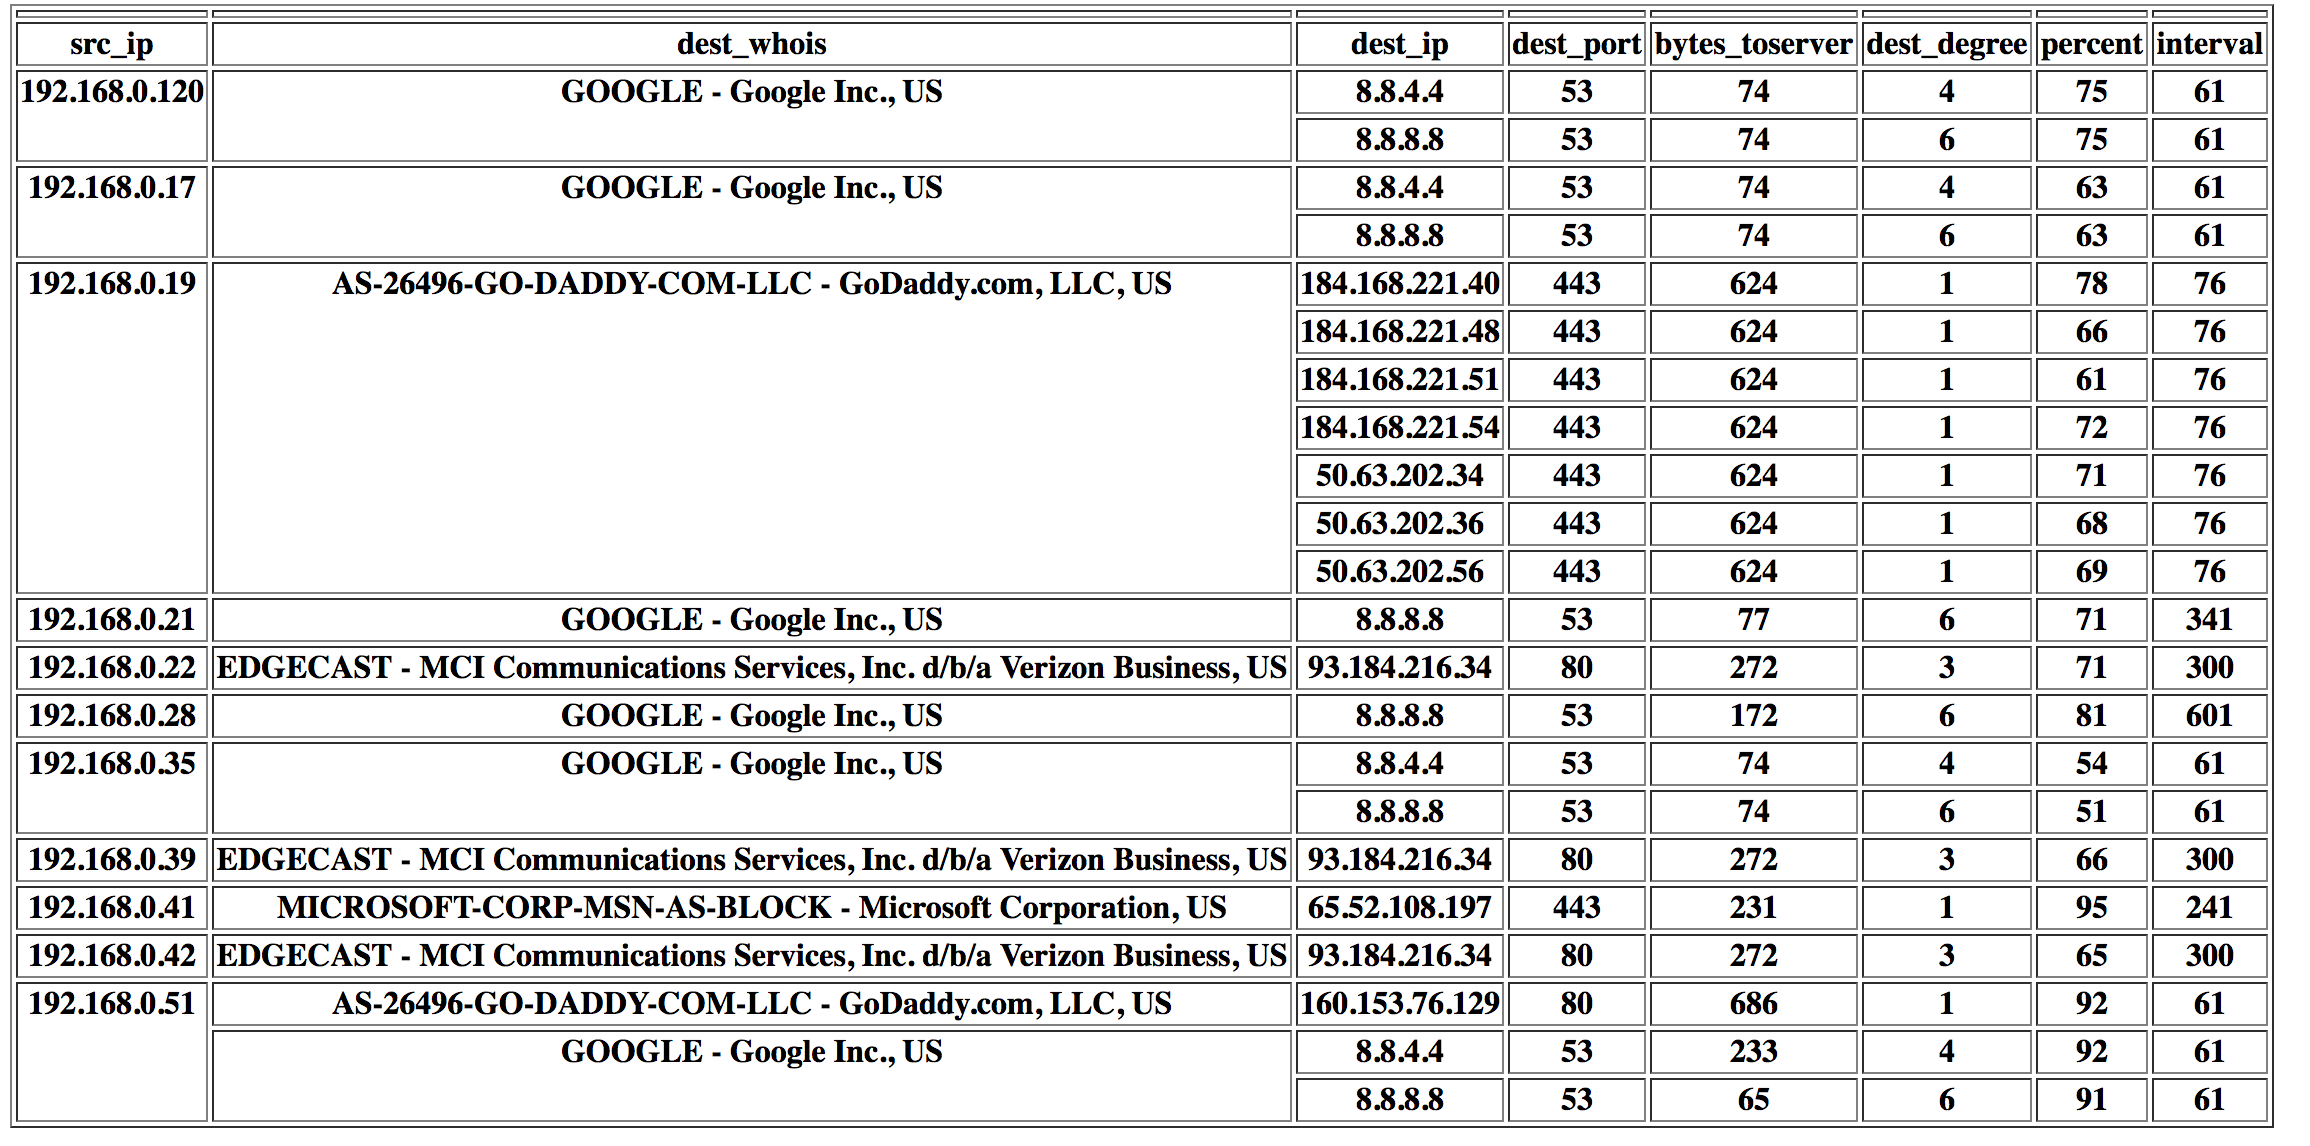 src_ip dest_whois dest_ip dest_port bytes_toserver dest_degree percent interval
192.168.0.120 GOOGLE - Google Inc., US 8.8.4.4 53 74 4 75 61
8.8.8.8 53 74 6 75 61
192.168.0.17 GOOGLE - Google Inc., US 8.8.4.4 53 74 4 63 61
8.8.8.8 53 74 6 63 61
192.168.0.19 AS-26496-GO-DADDY-COM-LLC - GoDaddy.com, LLC, US 184.168.221.40 443 624 1 78 76
184.168.221.48 443 624 1 66 76
184.168.221.51 443 624 1 61 76
184.168.221.54 443 624 1 72 76
50.63.202.34 443 624 1 71 76
50.63.202.36 443 624 1 68 76
50.63.202.56 443 624 1 69 76
192.168.0.21 GOOGLE - Google Inc., US 8.8.8.8 53 77 6 71 341
192.168.0.22 EDGECAST - MCI Communications Services, Inc. d/b/a Verizon Business, US 93.184.216.34 80 272 3 71 300
192.168.0.28 GOOGLE - Google Inc., US 8.8.8.8 53 172 6 81 601
192.168.0.35 GOOGLE - Google Inc., US 8.8.4.4 53 74 4 54 61
8.8.8.8 53 74 6 51 61
192.168.0.39 EDGECAST - MCI Communications Services, Inc. d/b/a Verizon Business, US 93.184.216.34 80 272 3 66 300
192.168.0.41 MICROSOFT-CORP-MSN-AS-BLOCK - Microsoft Corporation, US 65.52.108.197 443 231 1 95 241
192.168.0.42 EDGECAST - MCI Communications Services, Inc. d/b/a Verizon Business, US 93.184.216.34 80 272 3 65 300
192.168.0.51 AS-26496-GO-DADDY-COM-LLC - GoDaddy.com, LLC, US 160.153.76.129 80 686 1 92 61
GOOGLE - Google Inc., US 8.8.4.4 53 233 4 92 61
8.8.8.8 53 65 6 91 61